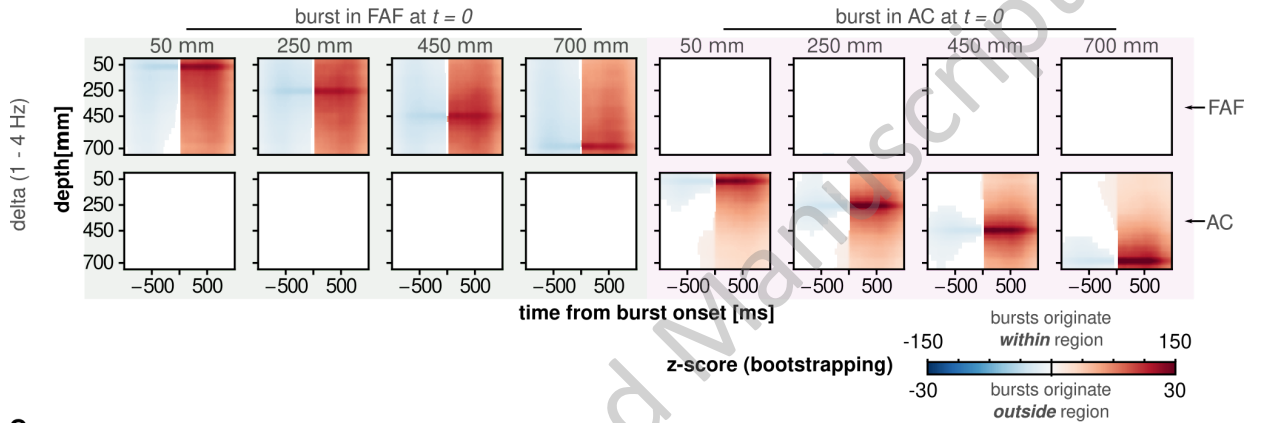 burst in FAF at t = 0 burst in AC at t = 0
50 mm 250 mm 450 mm 700 mm 50 mm 250 mm 450 mm 700 mm
delta (1 - 4 Hz)
depth[mm]
50
250
450
700
FAF
50
250
450
700
AC
−500 500 −500 500 −500 500 −500 500 −500 500 −500 500 −500 500 −500 500
time from burst onset [ms]
bursts originate
within region
-150 150
z-score (bootstrapping)
-30 30
bursts originate
outside region
d Manuscript